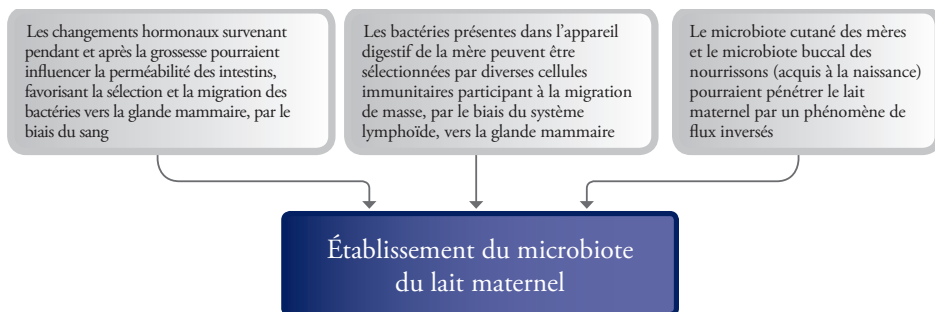 Les changements hormonaux survenant
pendant et après la grossesse pourraient
influencer la perméabilité des intestins,
favorisant la sélection et la migration des
bactéries vers la glande mammaire, par le
biais du sang
Les bactéries présentes dans l'appareil
digestif de la mère peuvent être
sélectionnées par diverses cellules
immunitaires participant à la migration
de masse, par le biais du système
lymphoïde, vers la glande mammaire
Le microbiote cutané des mères
et le microbiote buccal des
nourrissons (acquis à la naissance)
pourraient pénétrer le lait
maternel par un phénomène de
flux inversés
Établissement du microbiote
du lait maternel